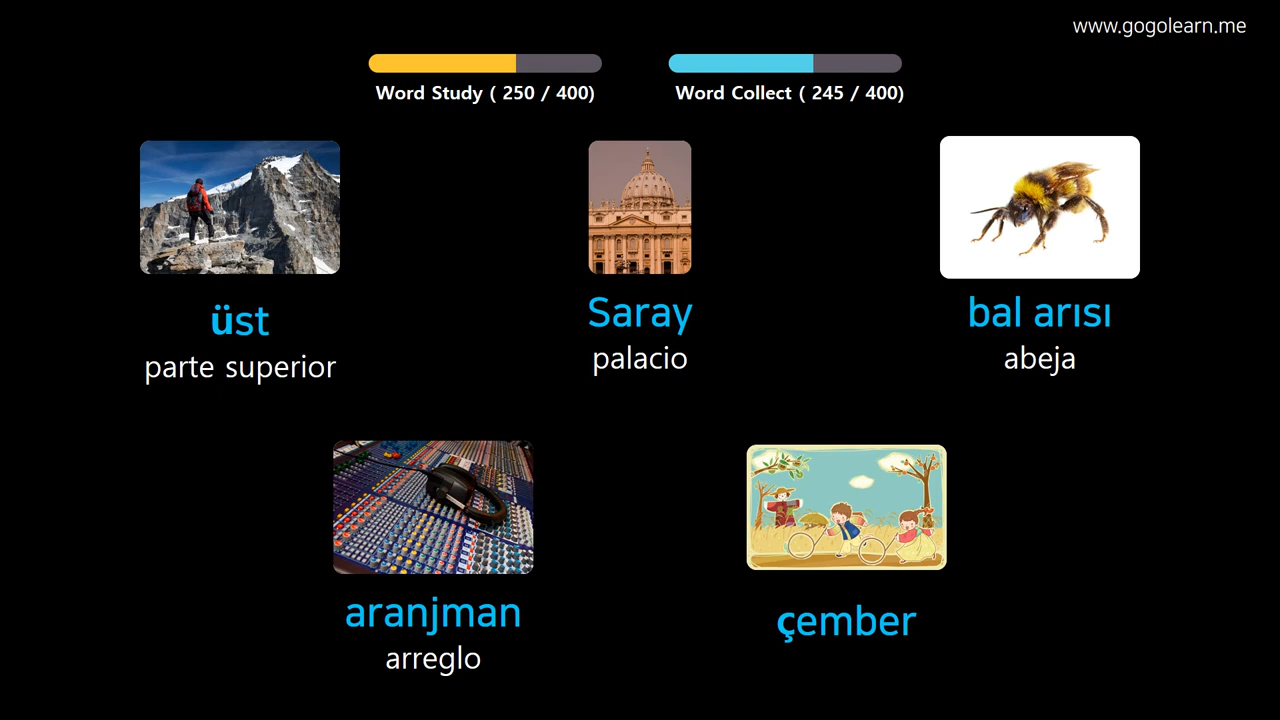 www.gogolearn.me
Word Study ( 250 / 400)
Word Collect ( 245 / 400)
üst
parte superior
Saray
palacio
bal arısı
abeja
aranjman
arreglo
çember